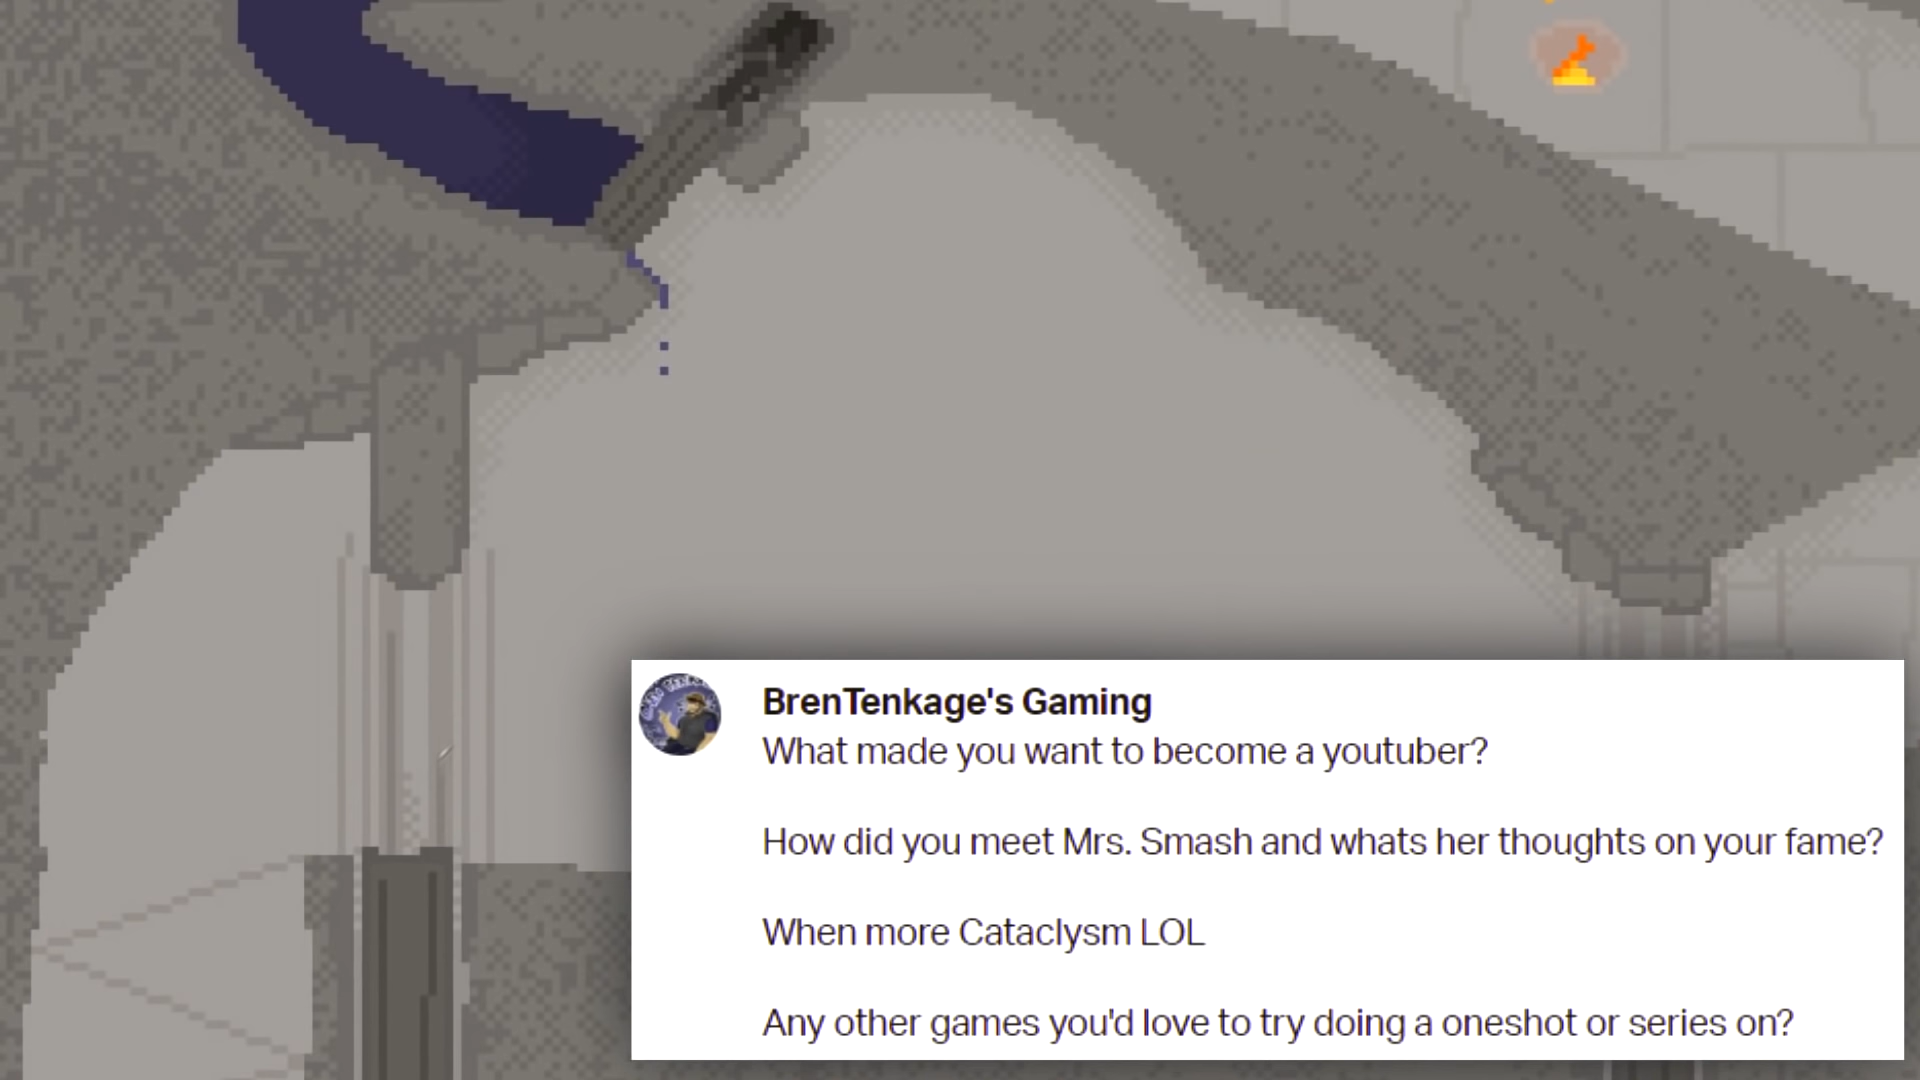 BrenTenkage's Gaming
What made you want to become a youtuber?
How did you meet Mrs. Smash and whats her thoughts on your fame?
When more Cataclysm LOL
Any other games you'd love to try doing a oneshot or series on?